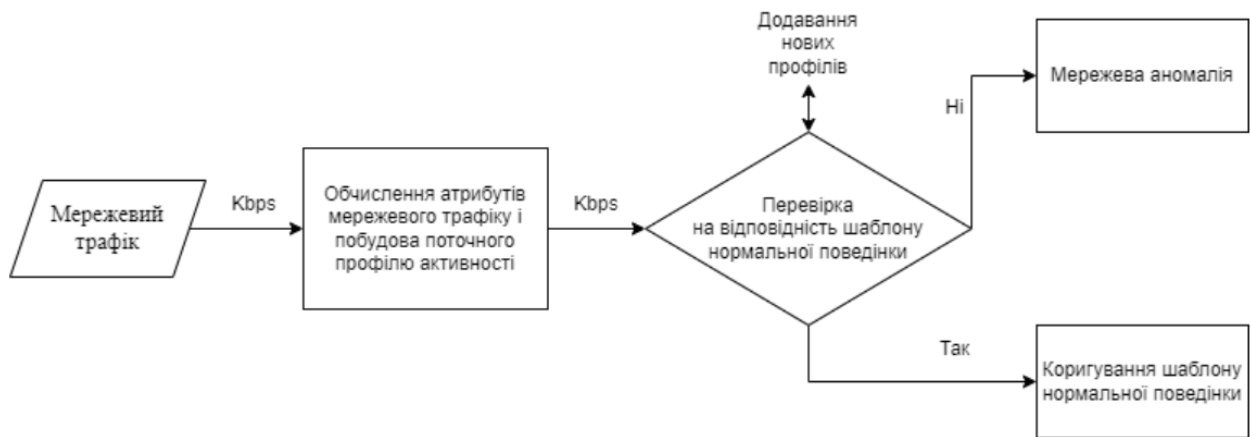 Додавання
нових
профілів
Мережева аномалія
Ні
Мережевий
трафік
Kbps
Обчислення атрибутів
мережевого трафіку і
побудова поточного
профілю активності
Kbps
Перевірка
на відповідність шаблону
нормальної поведінки
Так
Коригування шаблону
нормальної поведінки